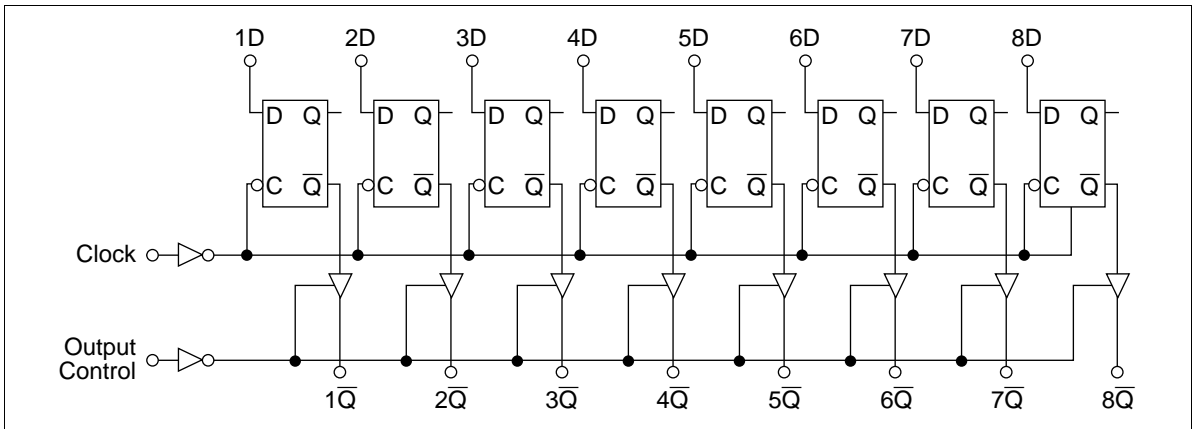 1D 2D 3D 4D 5D 6D 7D 8D
D Q D Q D Q D Q D Q D Q D Q D Q
C Q̅ C Q̅ C Q̅ C Q̅ C Q̅ C Q̅ C Q̅ C Q̅
Clock
Output
Control
1Q̅ 2Q̅ 3Q̅ 4Q̅ 5Q̅ 6Q̅ 7Q̅ 8Q̅